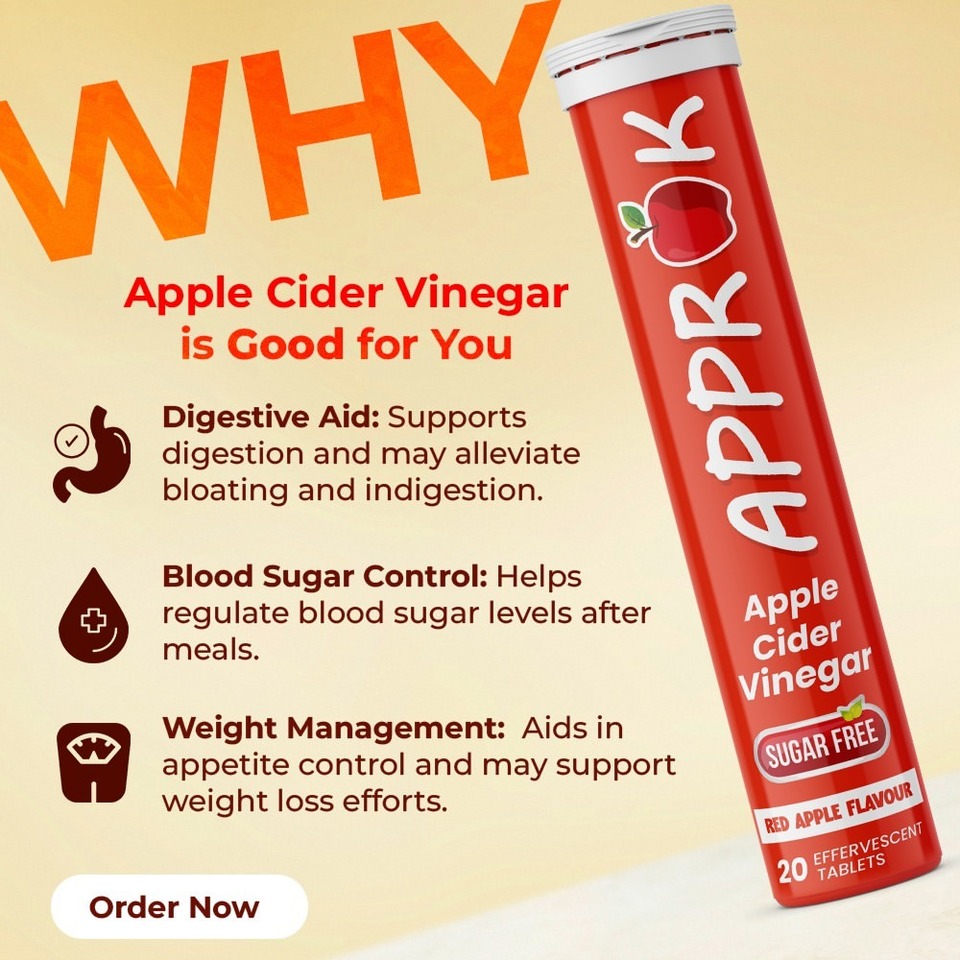 WHY
Apple Cider Vinegar
is Good for You
Digestive Aid: Supports
digestion and may alleviate
bloating and indigestion.
Blood Sugar Control: Helps
regulate blood sugar levels after
meals.
Weight Management: Aids in
appetite control and may support
weight loss efforts.
Order Now
APPROK
Apple
Cider
Vinegar
SUGAR FREE
RED APPLE FLAVOUR
20 EFFERVESCENT
TABLETS